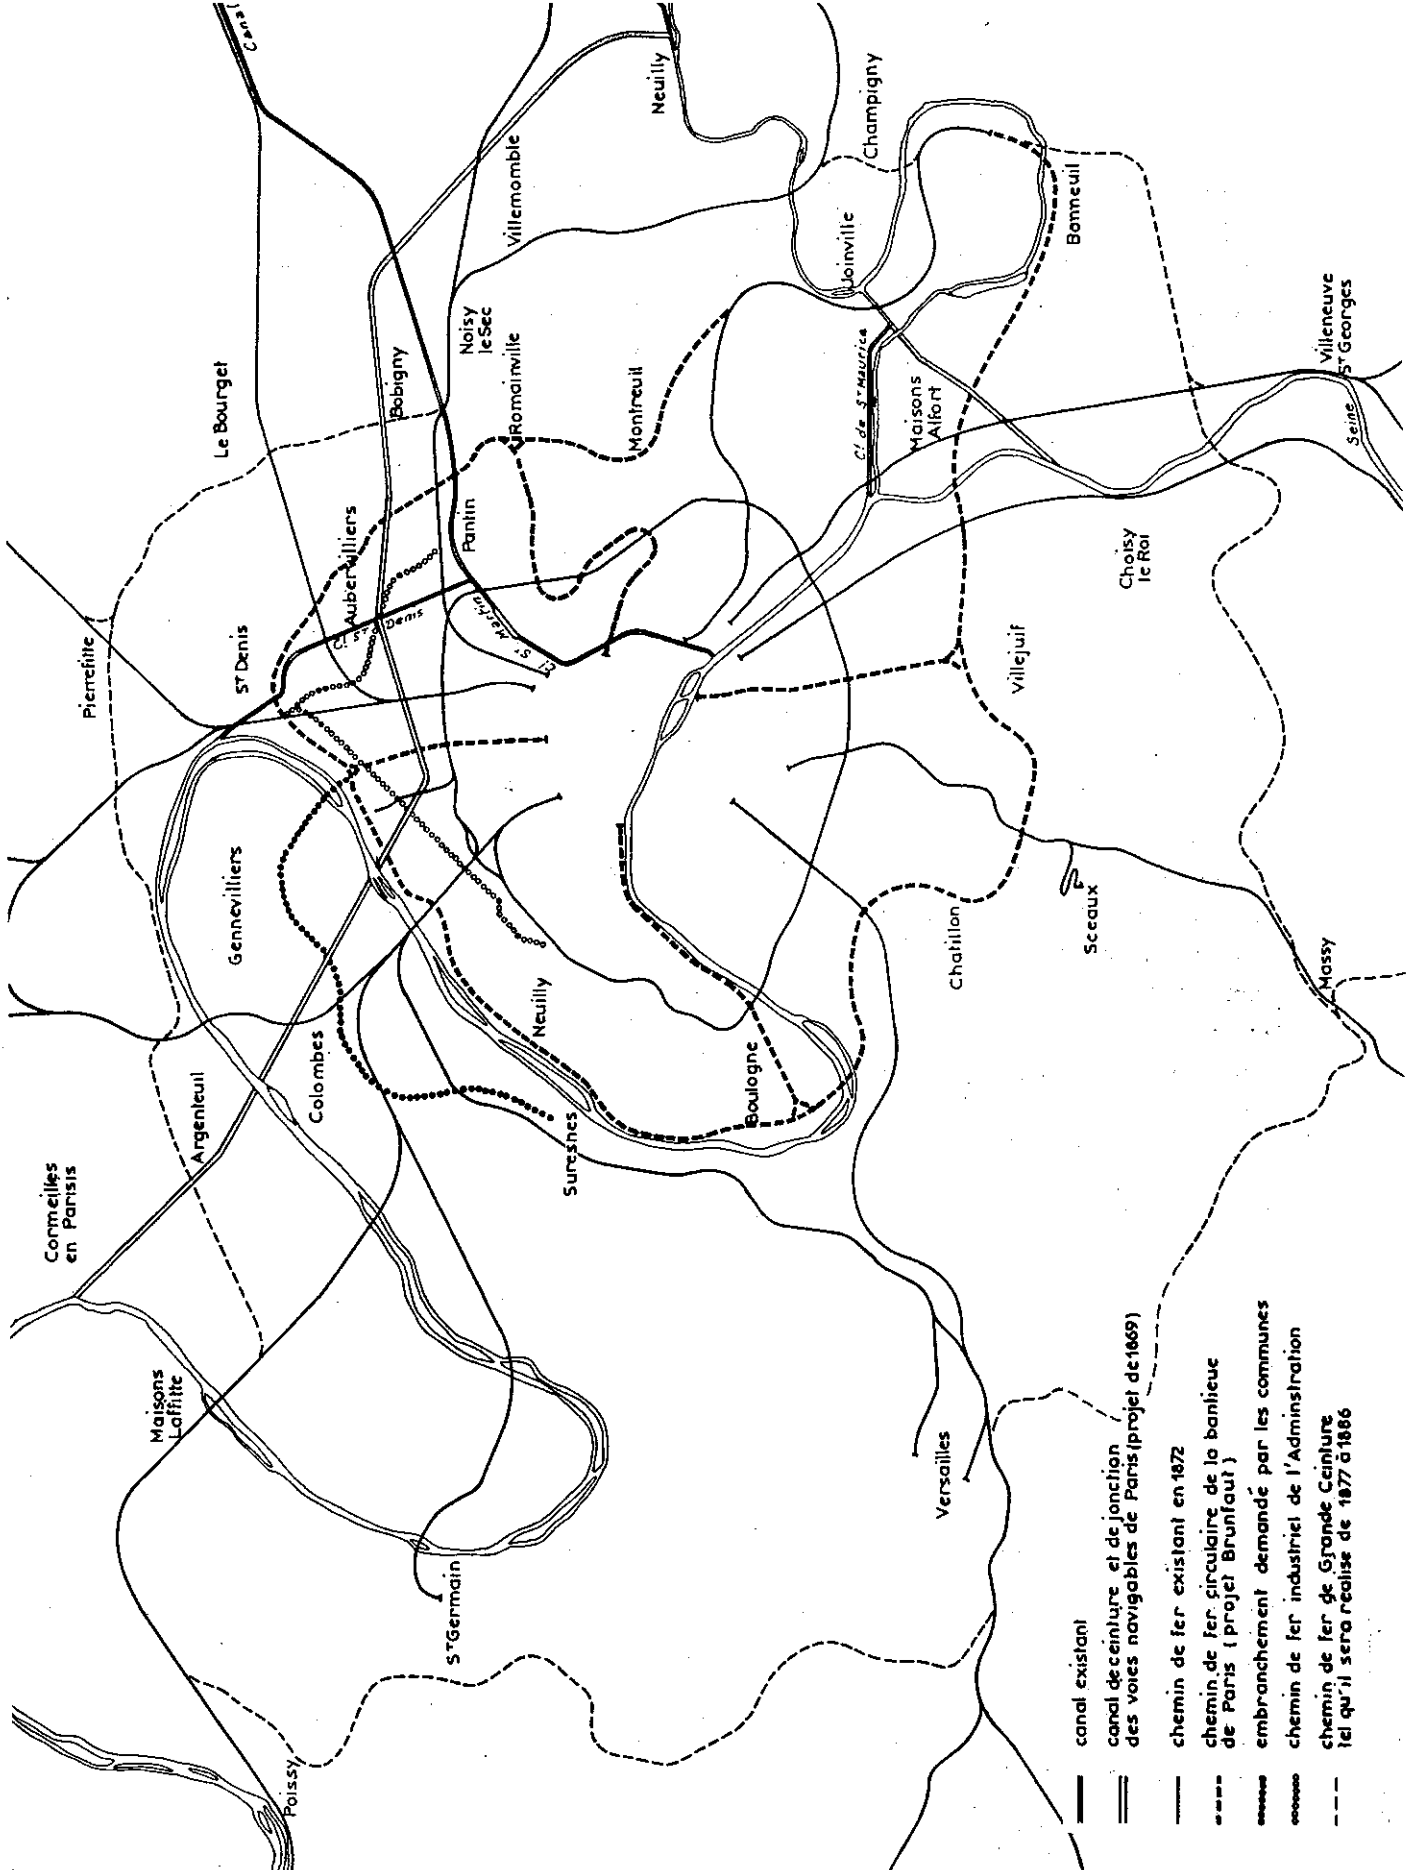 Canal
Neuilly
Champigny
Villemomble
Joinville
Bonneuil
Villeneuve
St Georges
Seine
Le Bourget
Bobigny
Noisy
le Sec
Romainville
Montreuil
Cl de St Maurice
Maisons
Alfort
Choisy
le Roi
Pierrefitte
St Denis
Aubervilliers
Cl St Denis
Pantin
Cl St Martin
Villejuif
Gennevilliers
Colombes
Neuilly
Boulogne
Chatillon
Sceaux
Massy
Cormeilles
en Parisis
Argenteuil
Suresnes
Maisons
Laffitte
St Germain
Versailles
Poissy
canal existant
canal de ceinture et de jonction
des voies navigables de Paris (projet de 1869)
chemin de fer existant en 1872
chemin de fer circulaire de la banlieue
de Paris (projet Brunfaut)
embranchement demandé par les communes
chemin de fer industriel de l'Adminstration
chemin de fer de Grande Ceinture
tel qu'il sera realise de 1877 à 1886